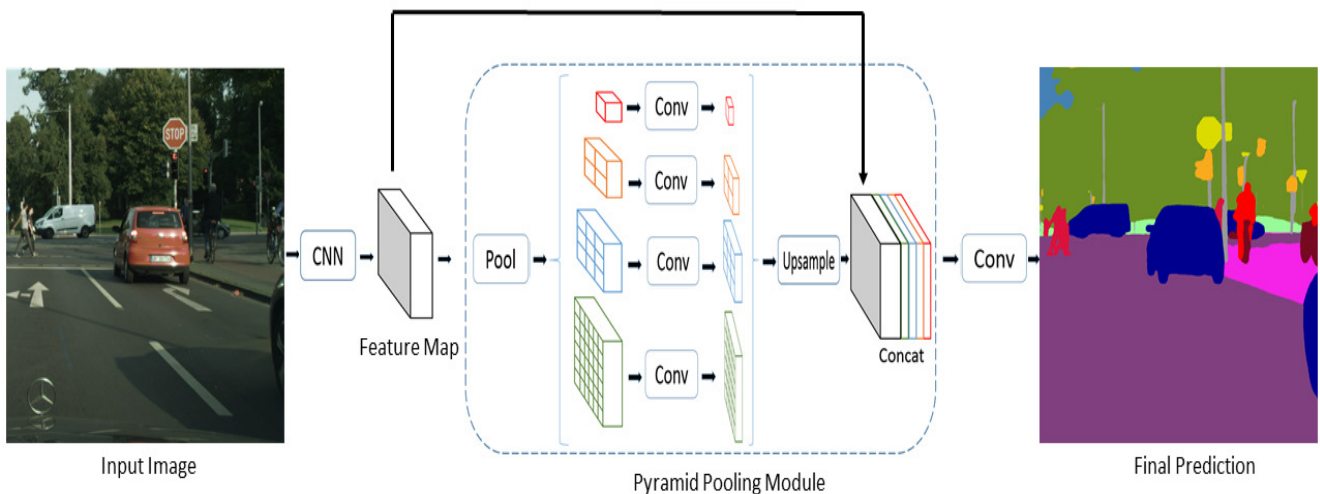 STOP
CNN
Feature Map
Pool
Conv
Conv
Conv
Conv
Upsample
Concat
Conv
Input Image
Pyramid Pooling Module
Final Prediction